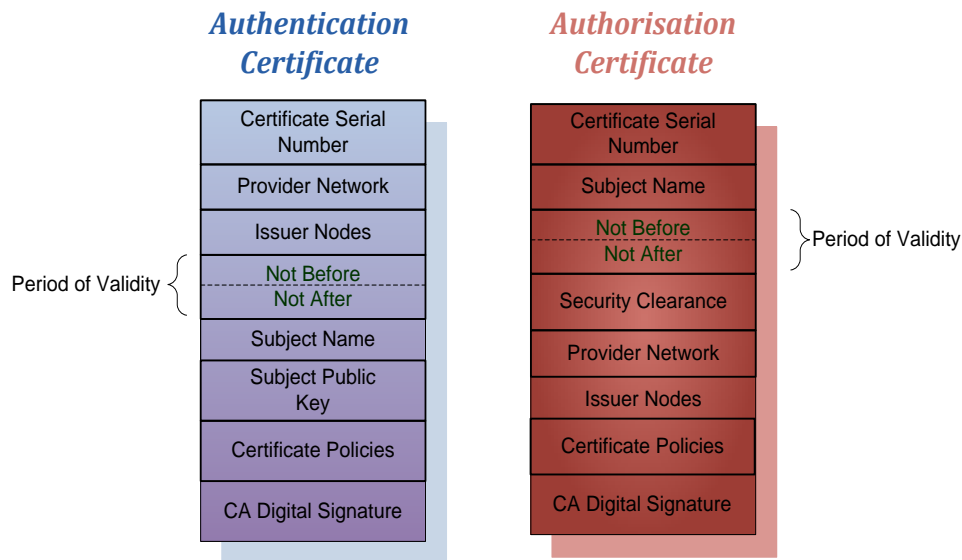 Authentication
Certificate
Certificate Serial
Number
Provider Network
Issuer Nodes
Period of Validity
Not Before
Not After
Subject Name
Subject Public
Key
Certificate Policies
CA Digital Signature
Authorisation
Certificate
Certificate Serial
Number
Subject Name
Not Before
Not After
Period of Validity
Security Clearance
Provider Network
Issuer Nodes
Certificate Policies
CA Digital Signature